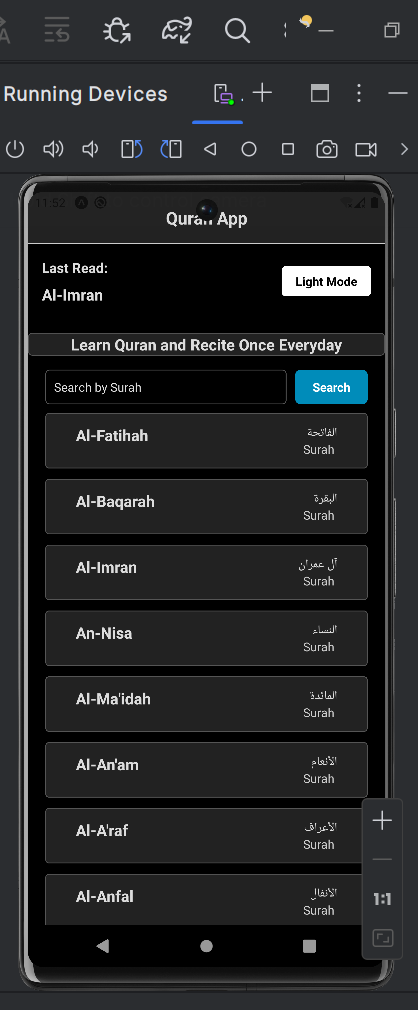 Running Devices
11:52
Quran App
Last Read:
Al-Imran
Light Mode
Learn Quran and Recite Once Everyday
Search by Surah
Search
Al-Fatihah
الفاتحة
Surah
Al-Baqarah
البقرة
Surah
Al-Imran
آل عمران
Surah
An-Nisa
النساء
Surah
Al-Ma'idah
المائدة
Surah
Al-An'am
الأنعام
Surah
Al-A'raf
الأعراف
Surah
Al-Anfal
الأنفال
Surah
1:1